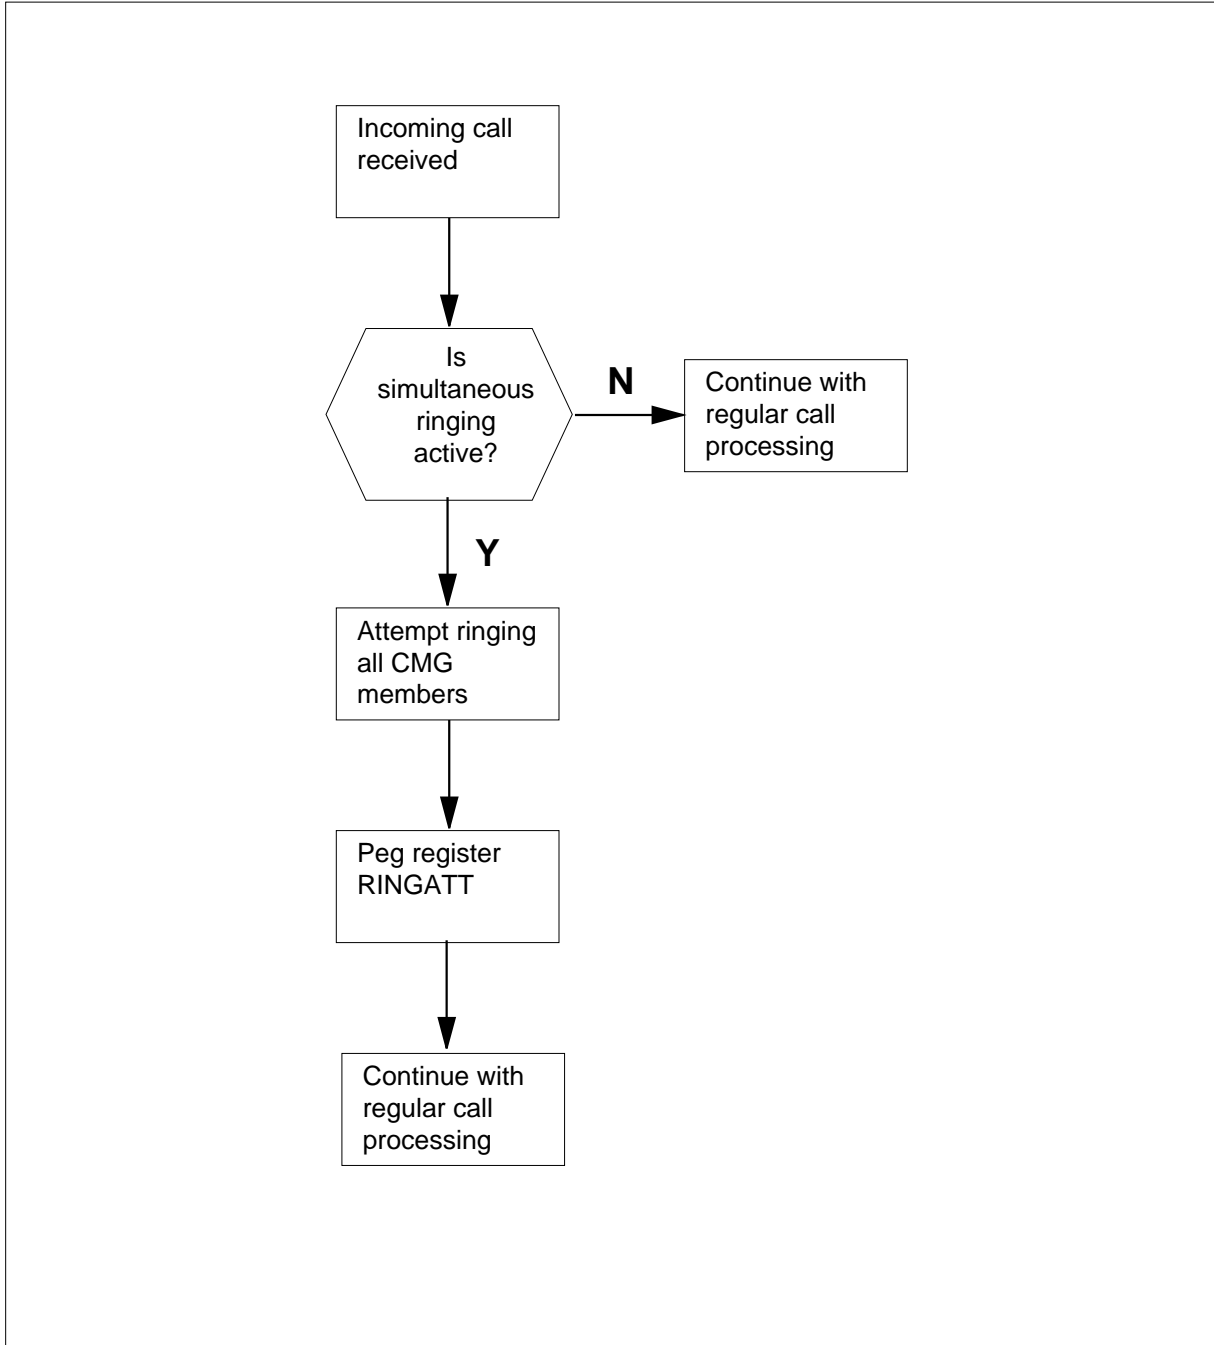 Incoming call
received
Is
simultaneous
ringing
active?
N
Continue with
regular call
processing
Y
Attempt ringing
all CMG
members
Peg register
RINGATT
Continue with
regular call
processing